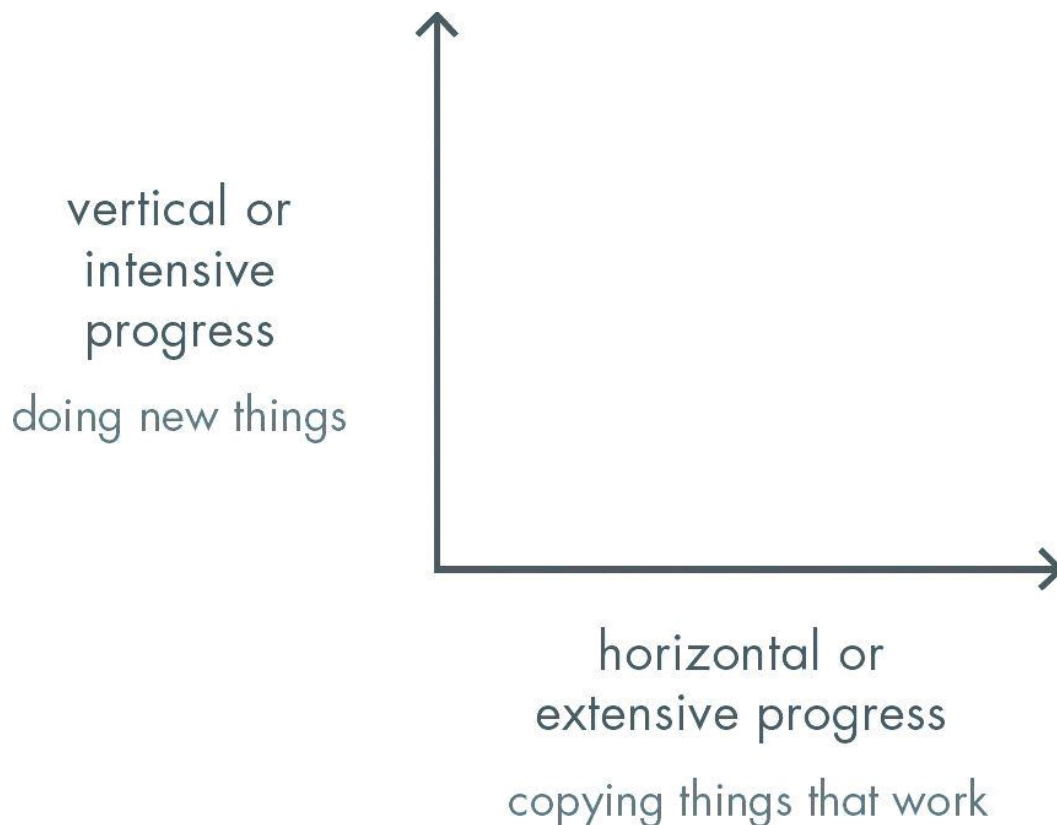 vertical or
intensive
progress
doing new things
horizontal or
extensive progress
copying things that work